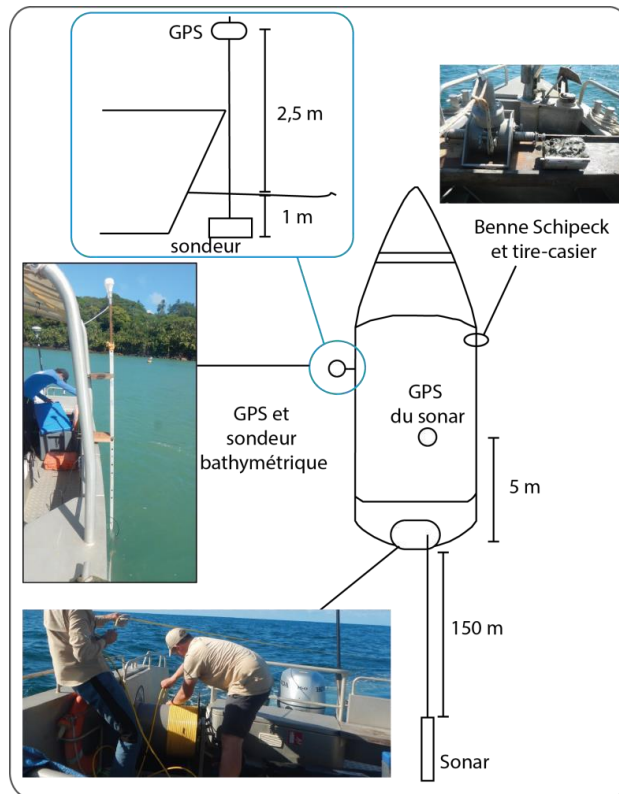 GPS
2,5 m
1 m
sondeur
Benne Schipeck
et tire-casier
GPS et
sondeur
bathymétrique
GPS
du sonar
5 m
150 m
Sonar